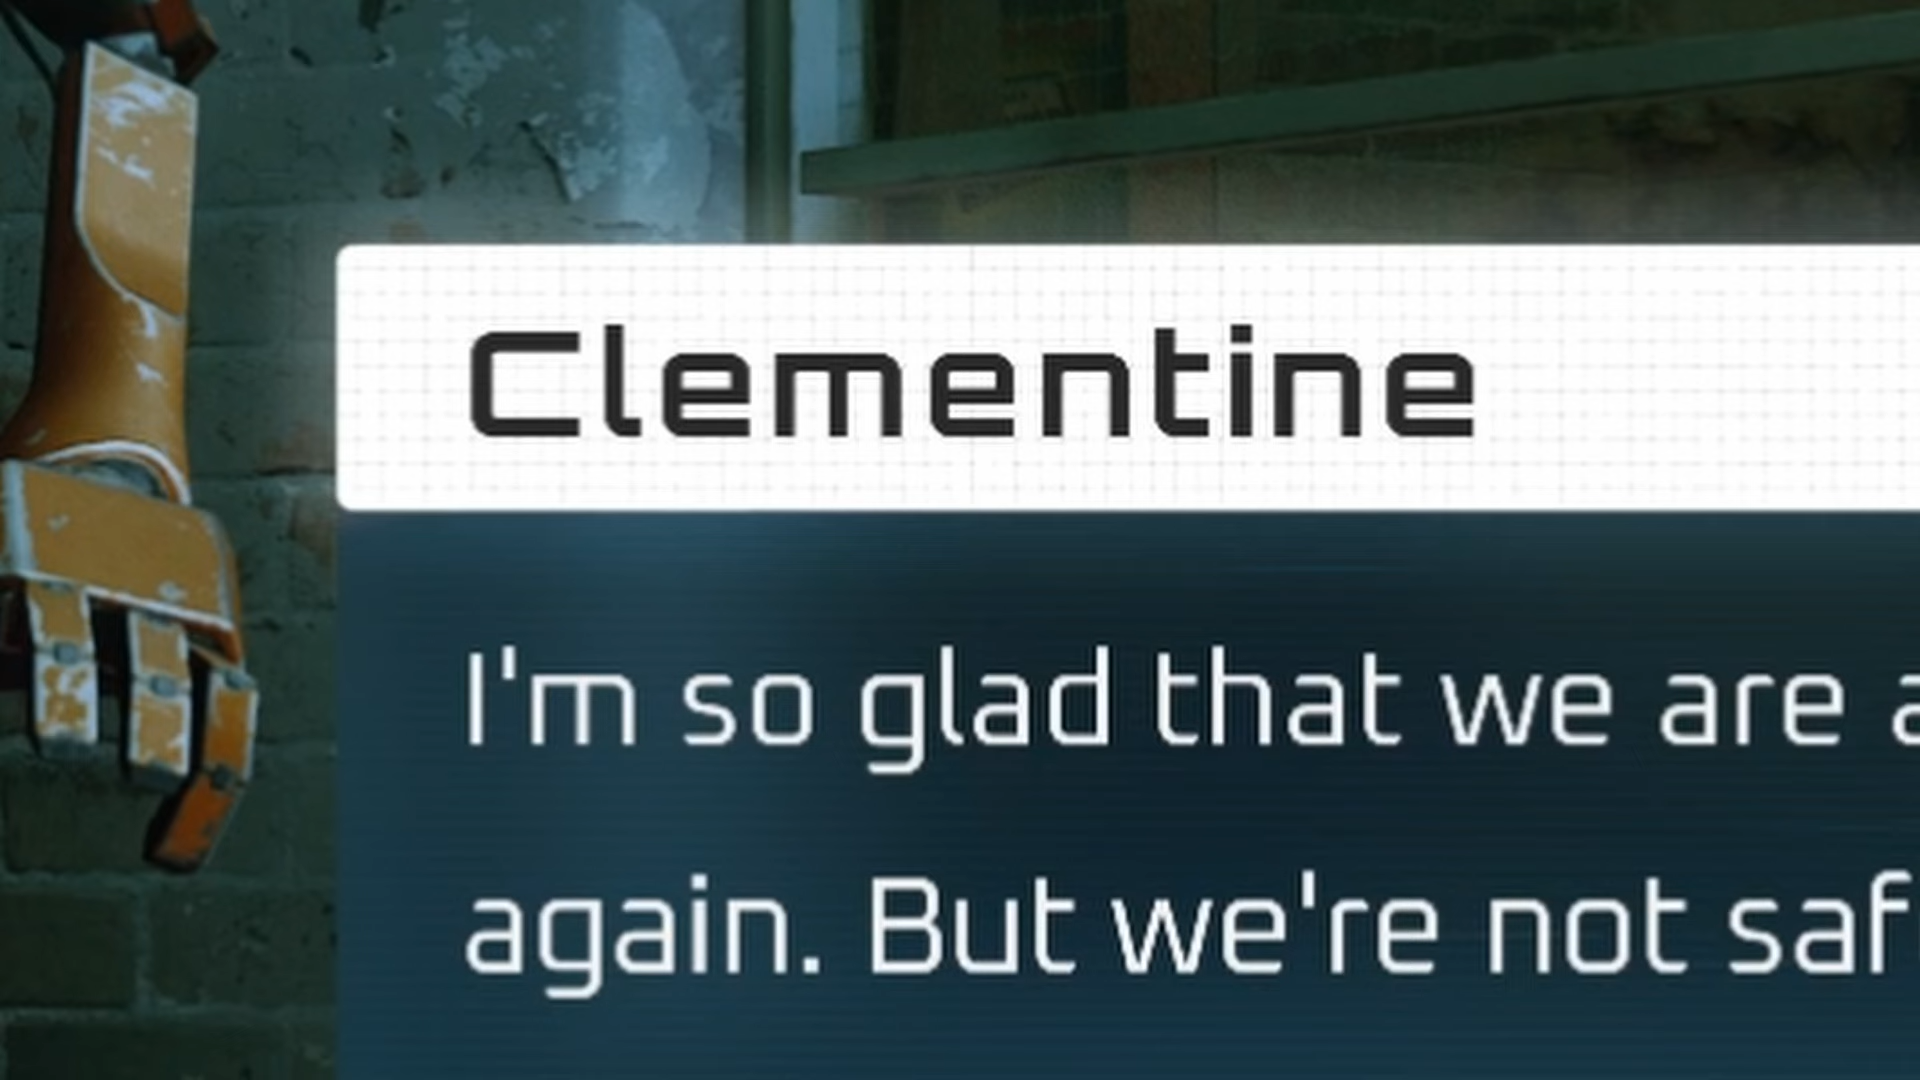 Clementine
I'm so glad that we are
again. But we're not